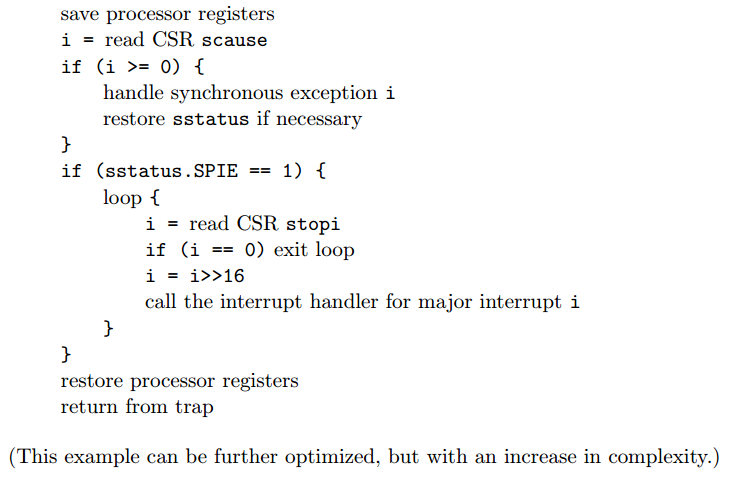 save processor registers
i = read CSR scause
if (i >= 0) {
handle synchronous exception i
restore sstatus if necessary
}
if (sstatus.SPIE == 1) {
loop {
i = read CSR stopi
if (i == 0) exit loop
i = i>>16
call the interrupt handler for major interrupt i
}
}
restore processor registers
return from trap
(This example can be further optimized, but with an increase in complexity.)